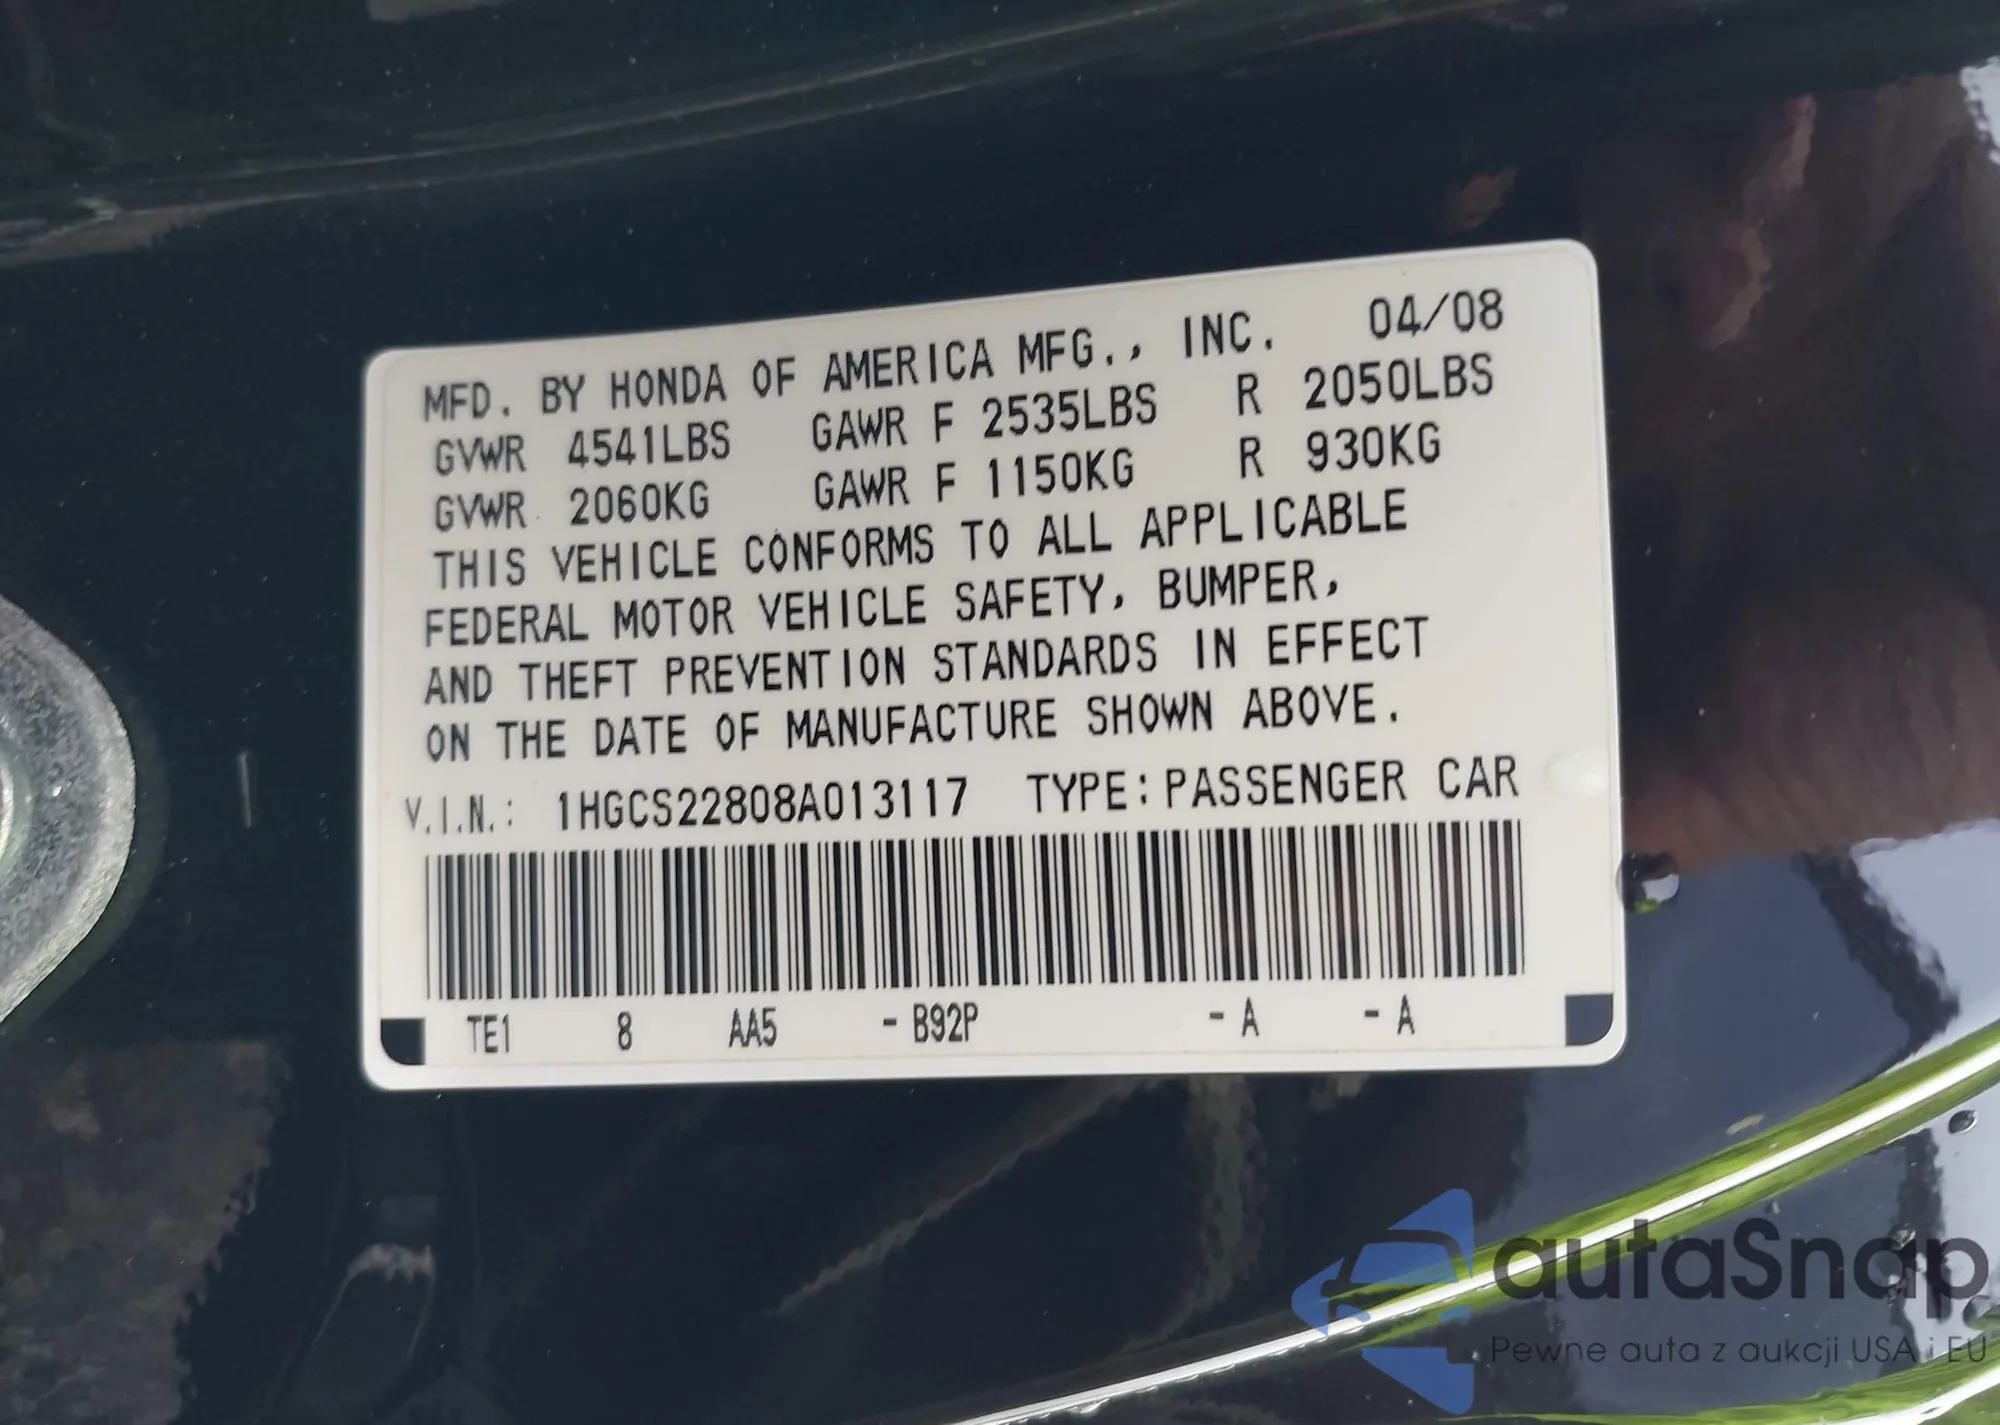 MFD. BY HONDA OF AMERICA MFG., INC. 04/08
GVWR 4541LBS GAWR F 2535LBS R 2050LBS
GVWR 2060KG GAWR F 1150KG R 930KG
THIS VEHICLE CONFORMS TO ALL APPLICABLE
FEDERAL MOTOR VEHICLE SAFETY, BUMPER,
AND THEFT PREVENTION STANDARDS IN EFFECT
ON THE DATE OF MANUFACTURE SHOWN ABOVE.
V.I.N.: 1HGCS22808A013117 TYPE: PASSENGER CAR
TE1 8 AA5 - B92P - A - A
autaSnap
Pewne auta z aukcji USA i EU